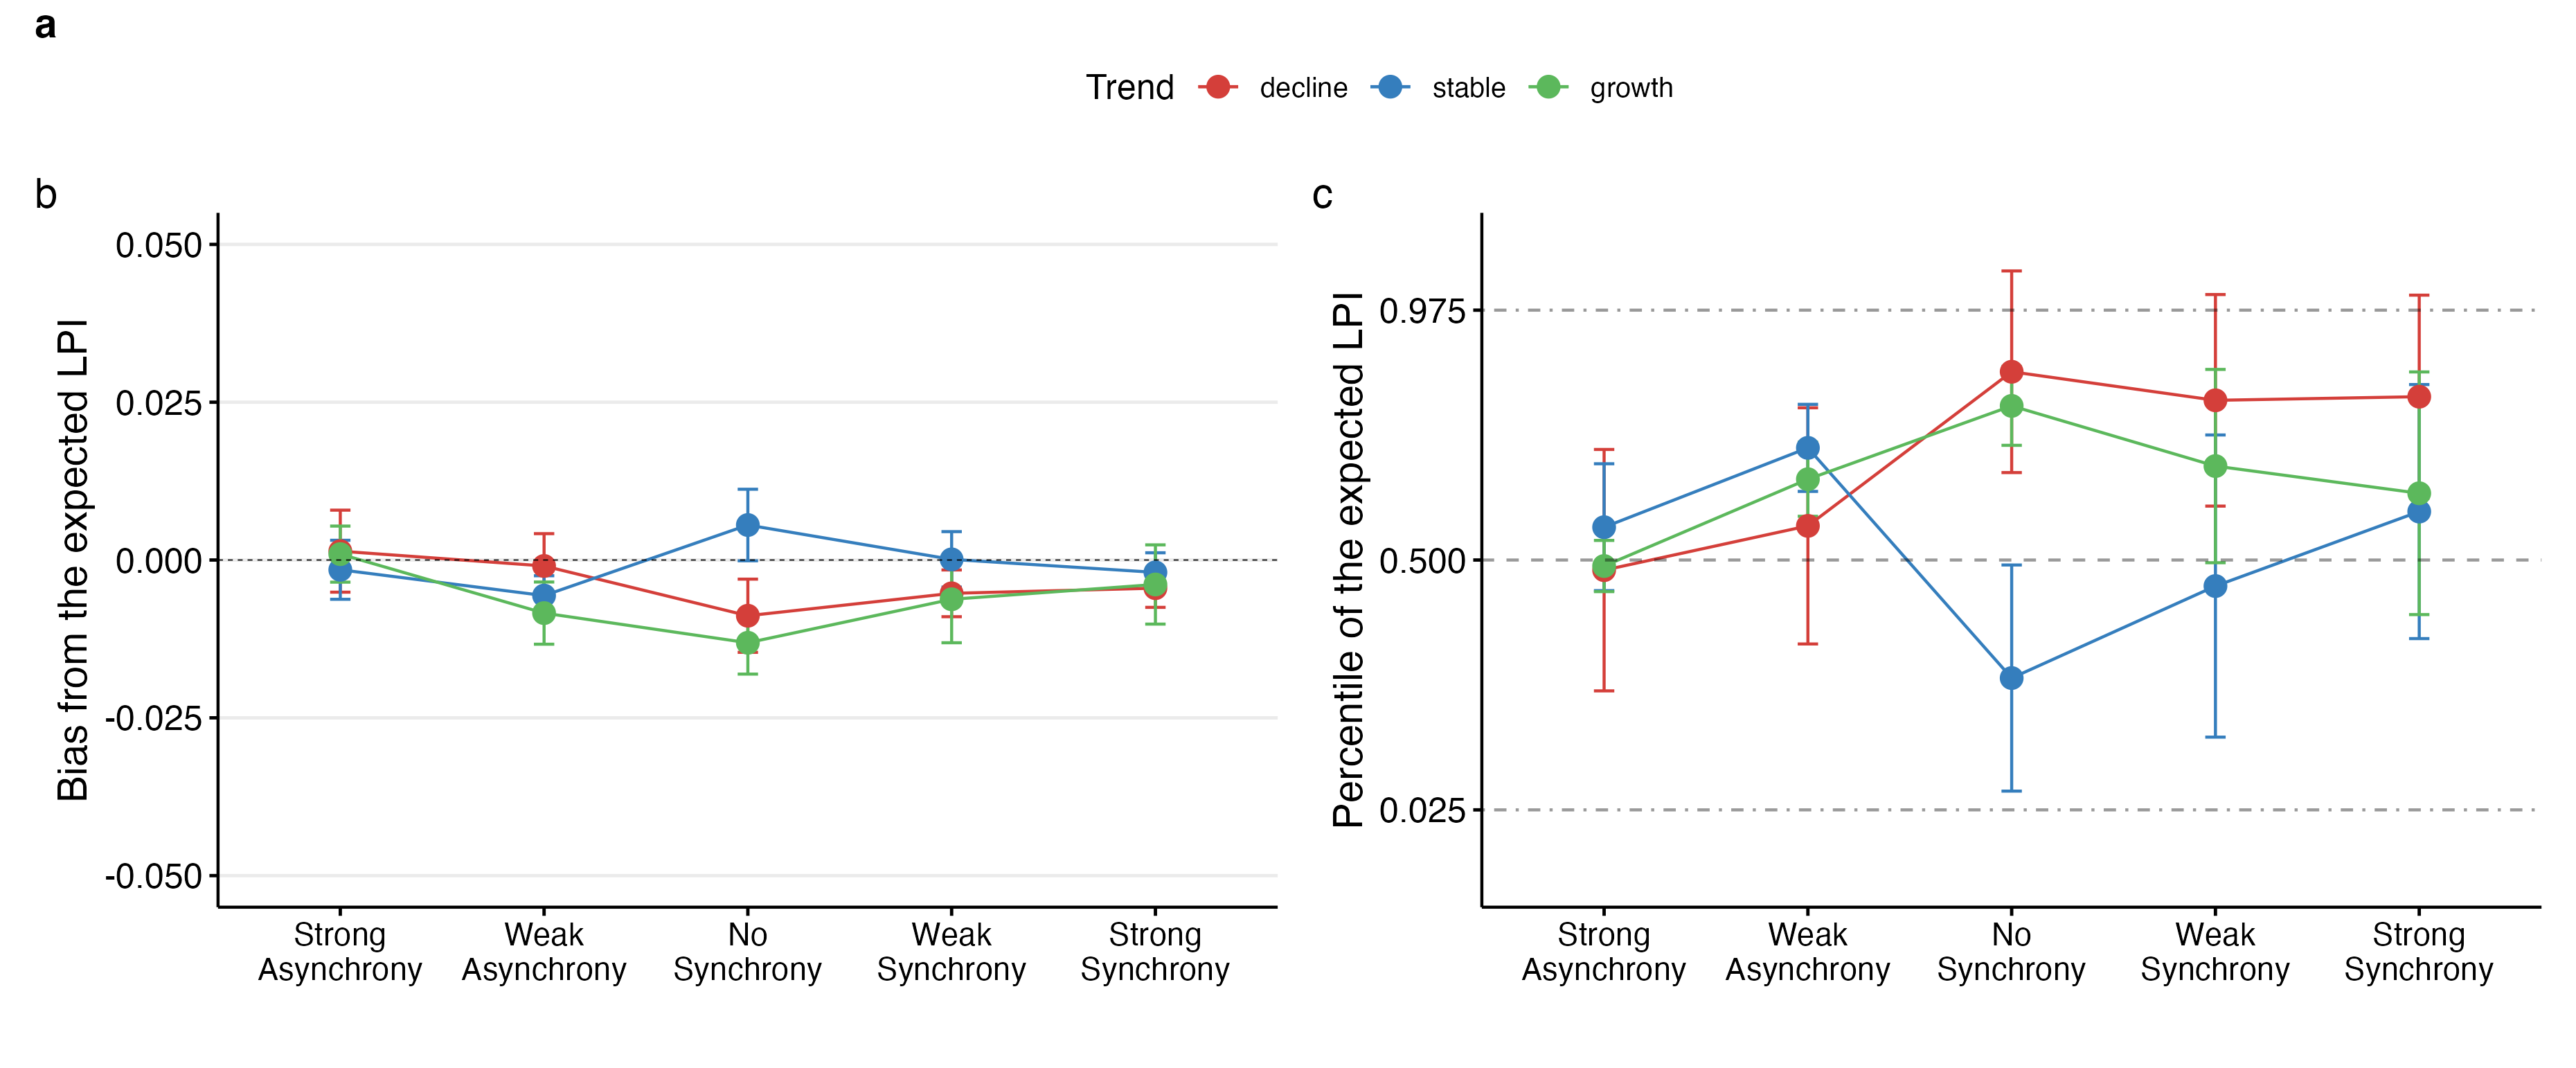 a
Trend decline stable growth
b
Bias from the expected LPI
0.050
0.025
0.000
-0.025
-0.050
Strong Asynchrony
Weak Asynchrony
No Synchrony
Weak Synchrony
Strong Synchrony
c
Percentile of the expected LPI
0.975
0.500
0.025
Strong Asynchrony
Weak Asynchrony
No Synchrony
Weak Synchrony
Strong Synchrony